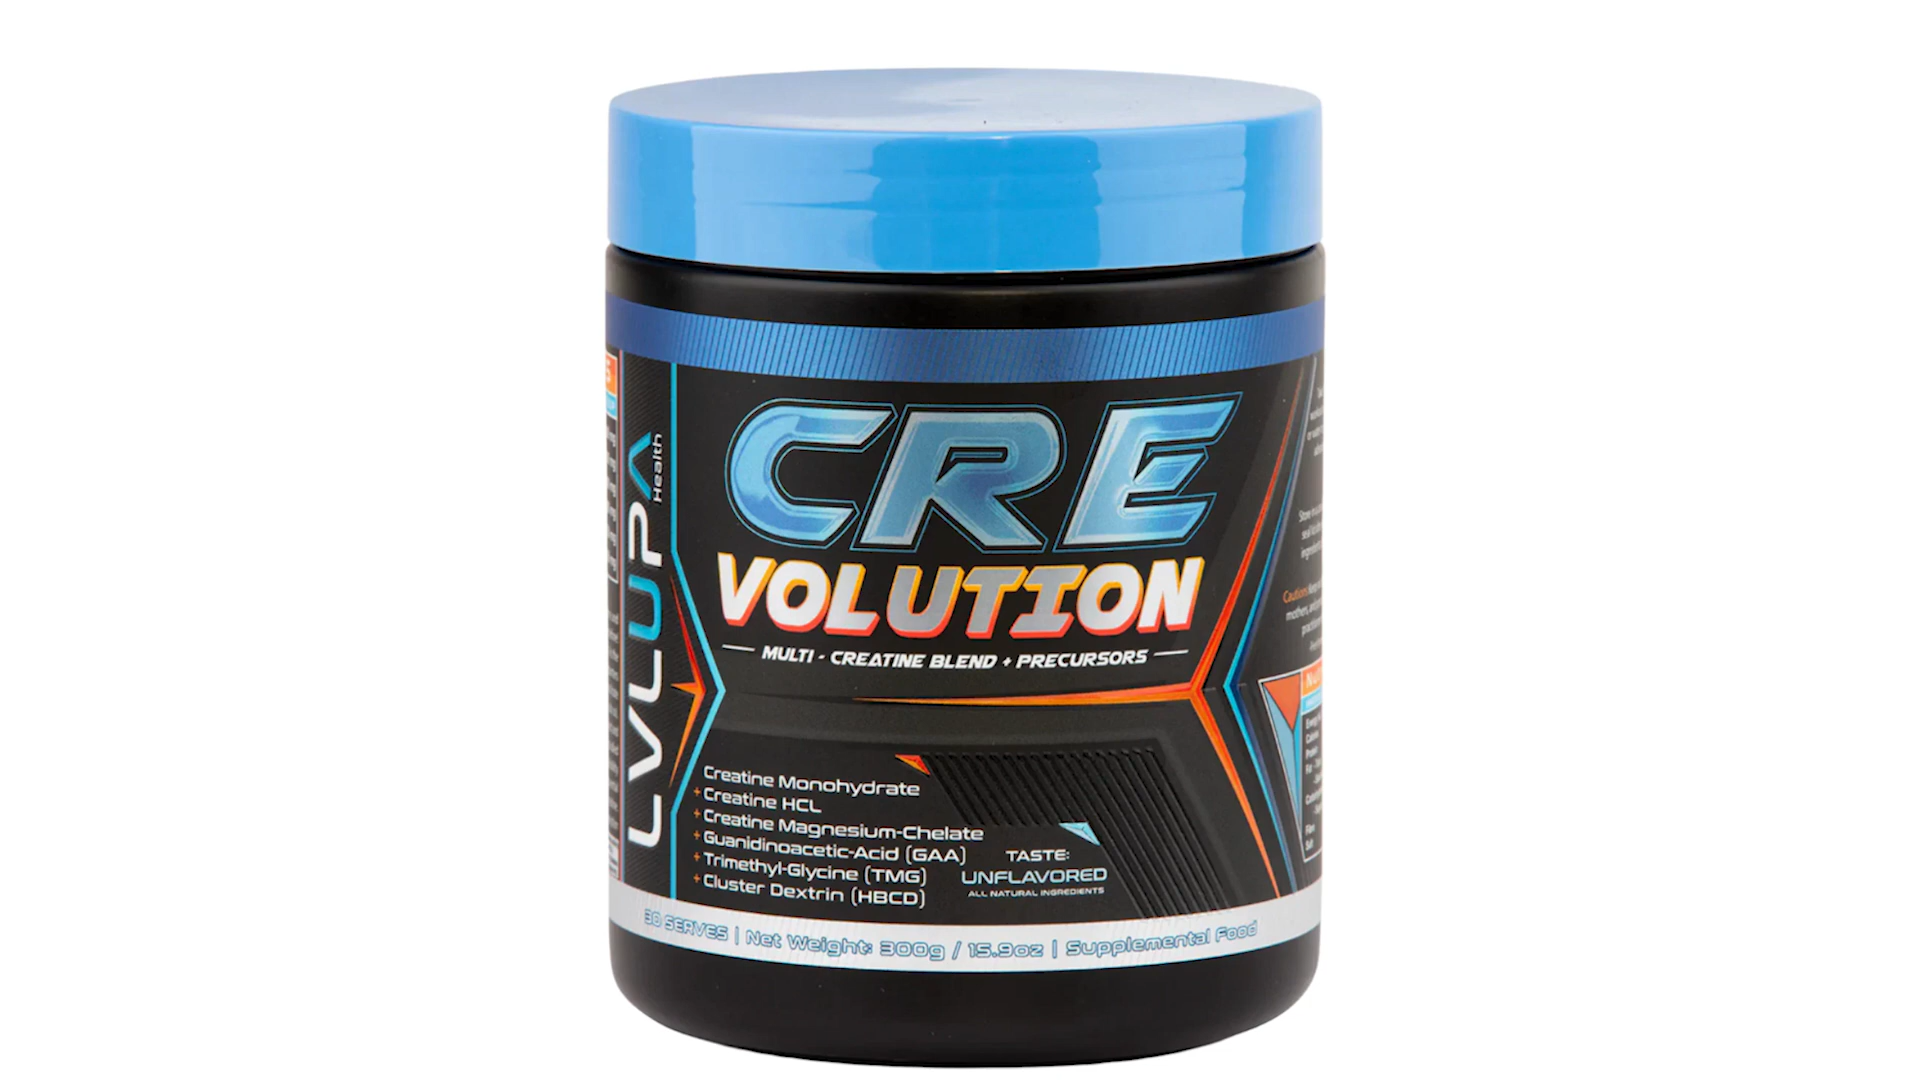 CRE
VOLUTION
MULTI - CREATINE BLEND + PRECURSORS
LVLUPΛ
Health
Creatine Monohydrate
+ Creatine HCL
+ Creatine Magnesium-Chelate
+ Guanidinoacetic-Acid (GAA)
+ Trimethyl-Glycine (TMG)
+ Cluster Dextrin (HBCD)
TASTE:
UNFLAVORED
ALL NATURAL INGREDIENTS
30 SERVES | Net Weight: 300g / 15.9oz | Supplemental Food